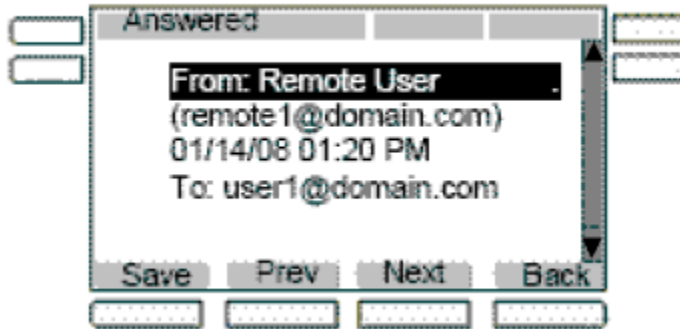 Answered
From: Remote User .
(remote1@domain.com)
01/14/08 01:20 PM
To: user1@domain.com
Save Prev Next Back